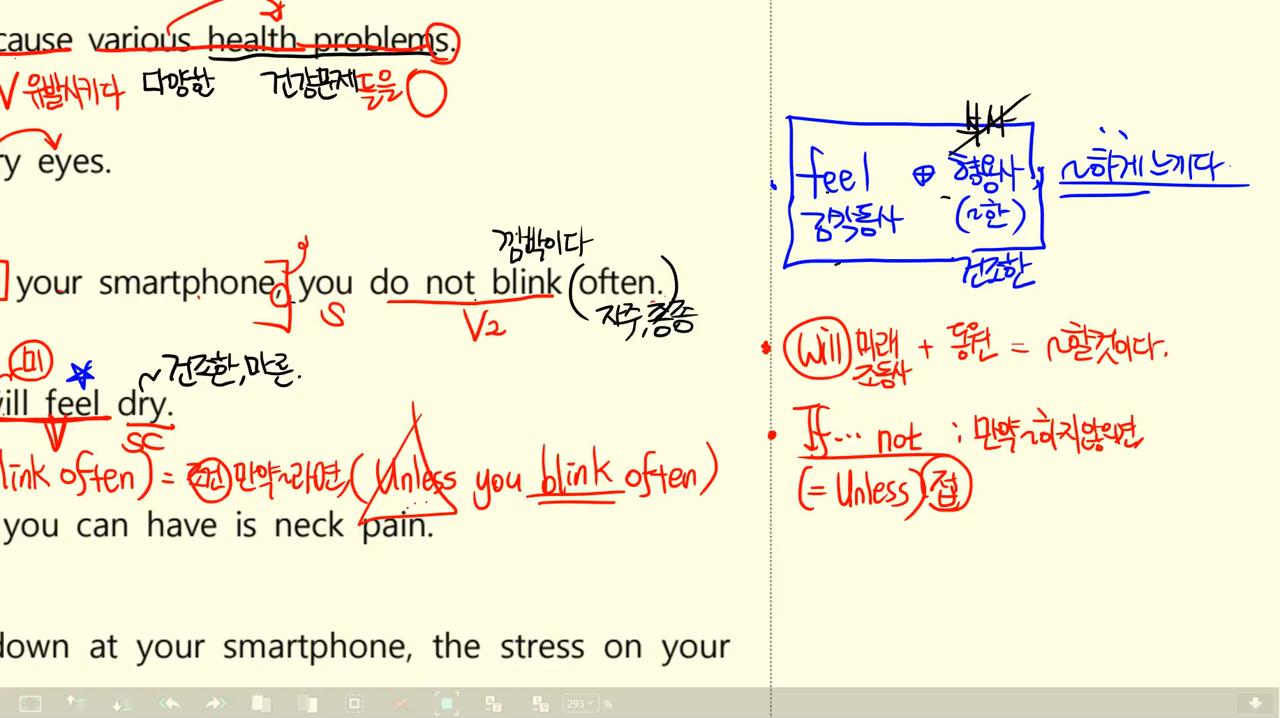 cause various health problems.
V 유발시키다 다양한 건강문제들을
ry eyes.
깜박이다
your smartphone, you do not blink (often.)
S V2 자주, 종종
미 ~건조한, 마른.
will feel dry.
SC
link often) = 접 만약~라면, (Unless you blink often)
you can have is neck pain.
down at your smartphone, the stress on your
부사
feel ⊕ 형용사 ~하게 느끼다.
감각동사 (~한)
건조한
• will 미래 + 동원 = ~할것이다.
조동사
• If... not : 만약~하지않으면
(= Unless) 접
293 %